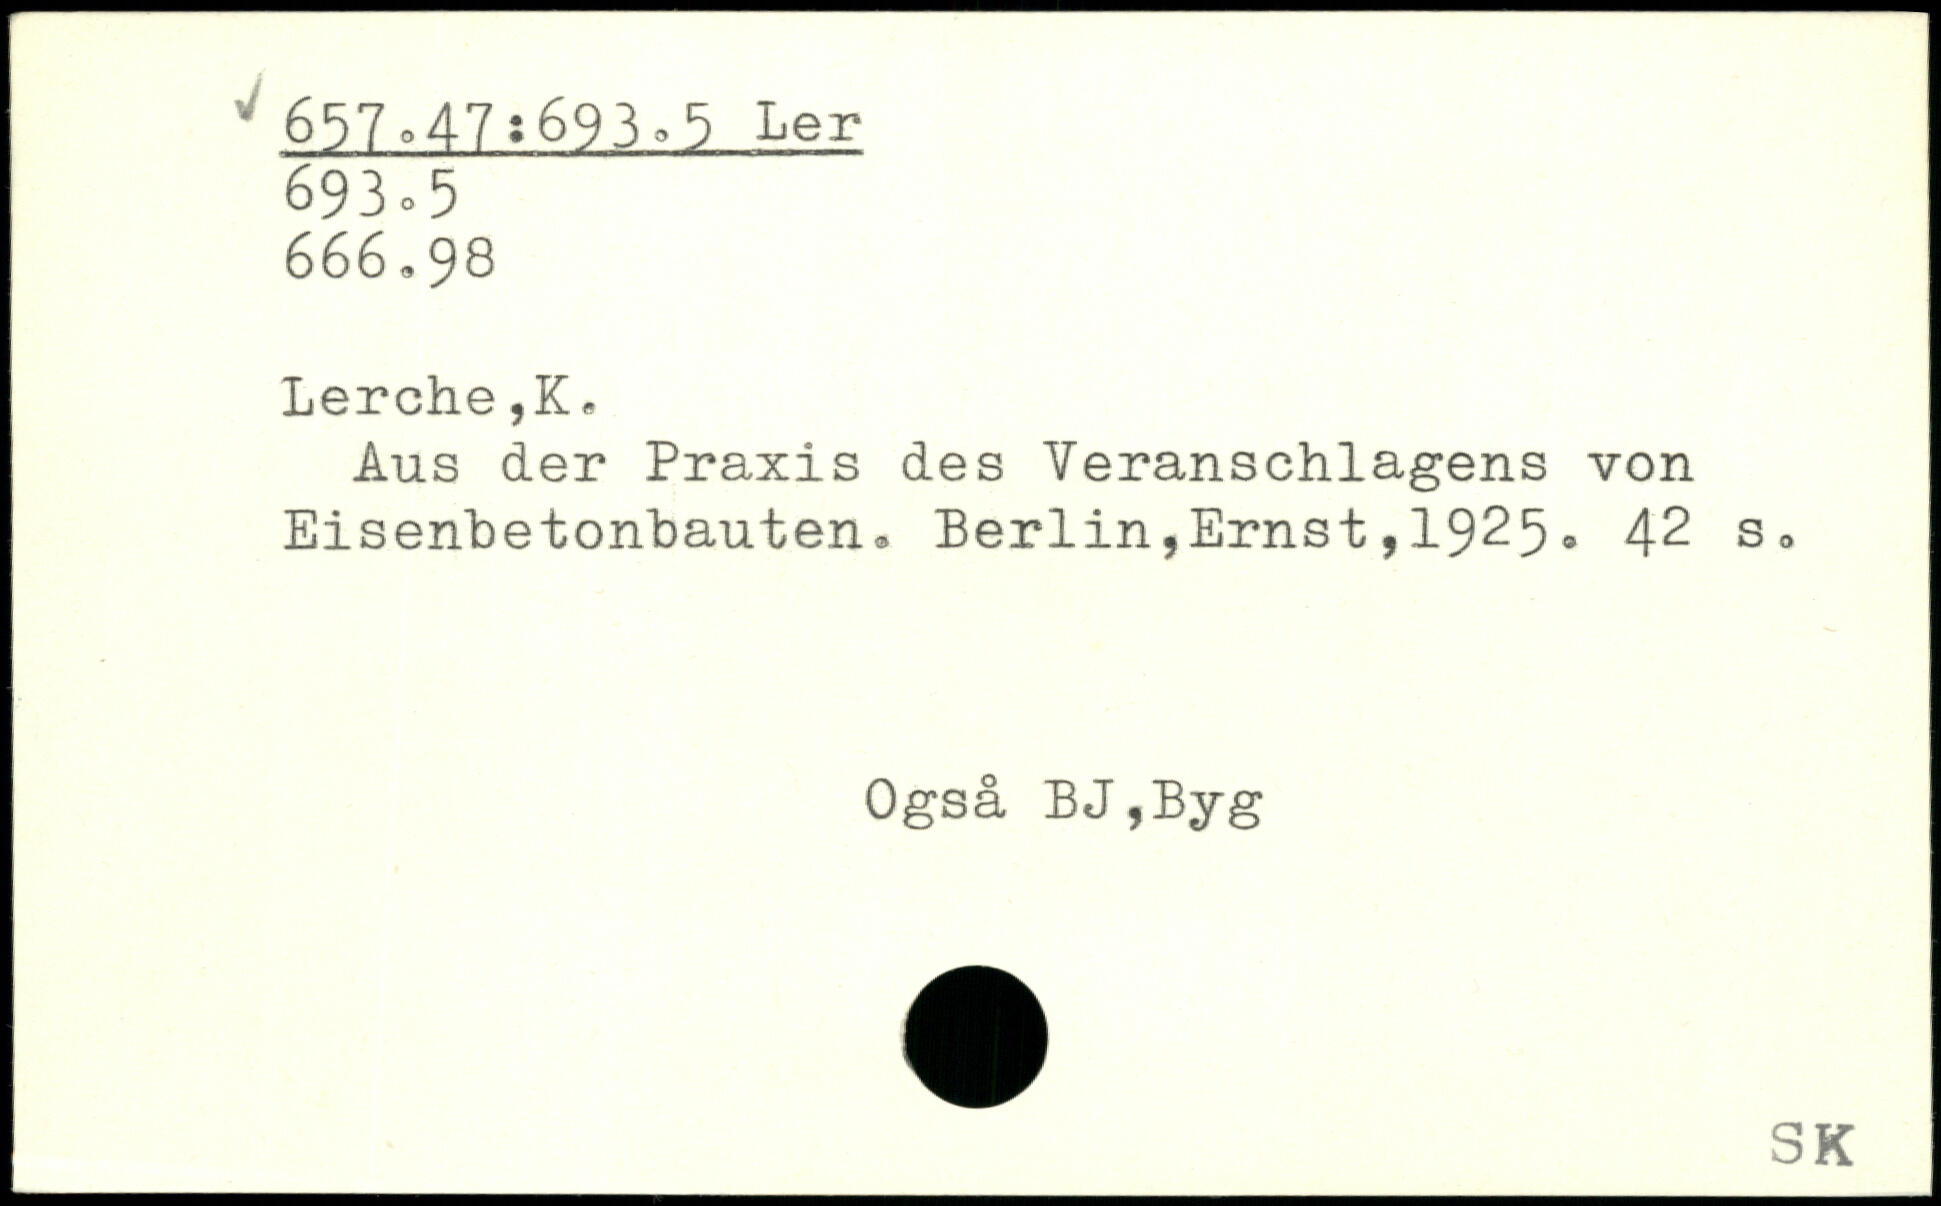 ✓ 657.47:693.5 Ler
693.5
666.98
Lerche,K.
Aus der Praxis des Veranschlagens von
Eisenbetonbauten. Berlin,Ernst,1925. 42 s.
Også BJ,Byg
SK